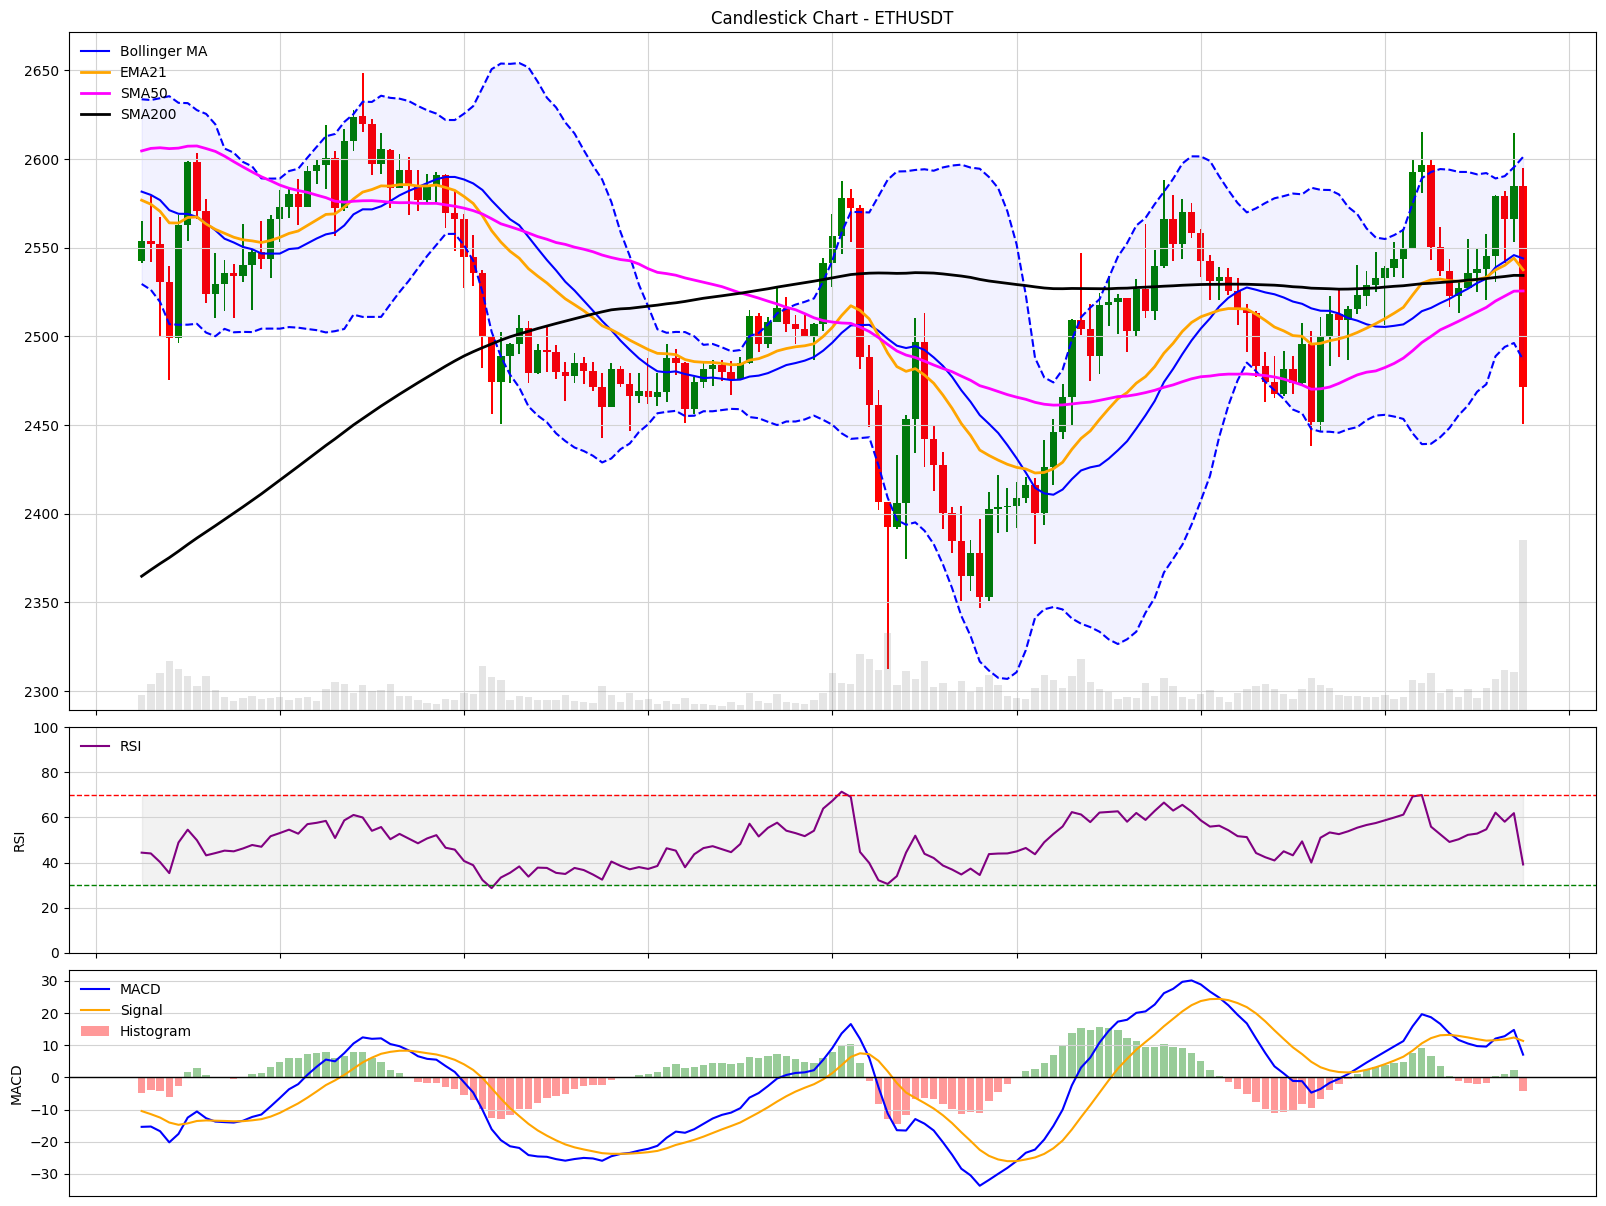 Candlestick Chart - ETHUSDT
Bollinger MA
EMA21
SMA50
SMA200
2650
2600
2550
2500
2450
2400
2350
2300
100
80
60
40
20
0
RSI
RSI
30
20
10
0
−10
−20
−30
MACD
MACD
Signal
Histogram